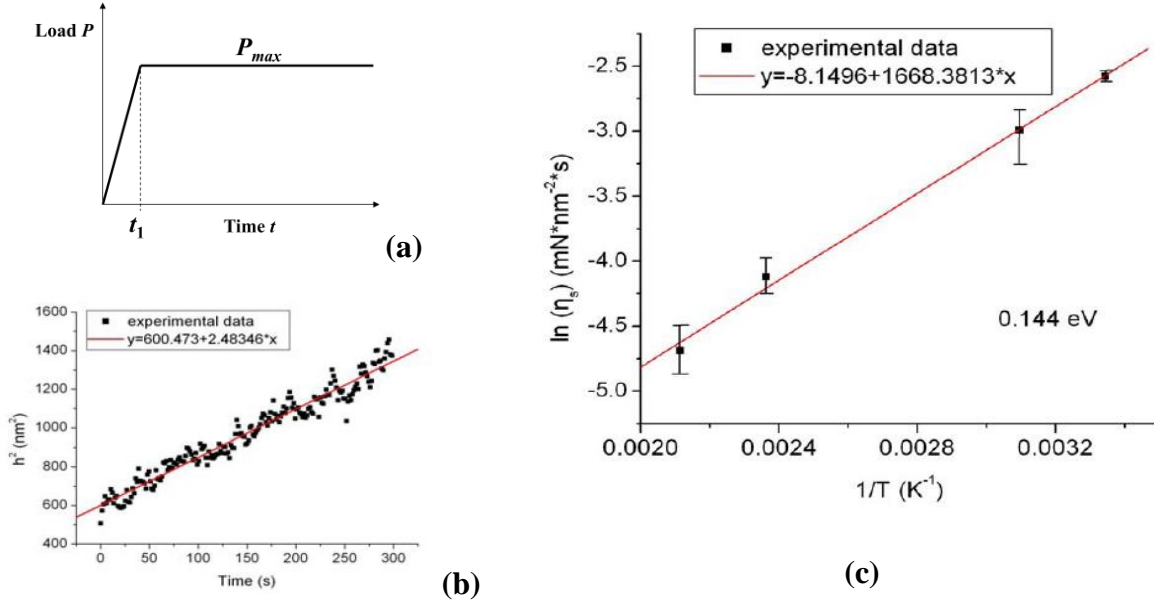 Load P
P_max
t_1
Time t
(a)
1600
1400
1200
1000
800
600
400
0
50
100
150
200
250
300
h² (nm²)
Time (s)
experimental data
y=600.473+2.48346*x
(b)
experimental data
y=-8.1496+1668.3813*x
-2.5
-3.0
-3.5
-4.0
-4.5
-5.0
0.0020
0.0024
0.0028
0.0032
ln (η_s) (mN*nm⁻²*s)
1/T (K⁻¹)
0.144 eV
(c)